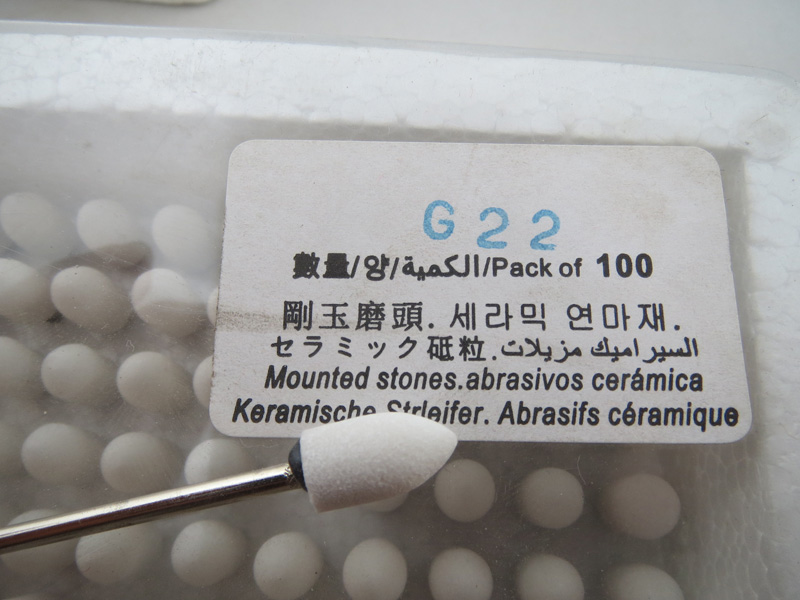 G22
數量/양/الكمية/Pack of 100
剛玉磨頭. 세라믹 연마재.
セラミック砥粒.السيراميك مزيلات
Mounted stones.abrasivos cerámica
Keramische Strleifer. Abrasifs céramique